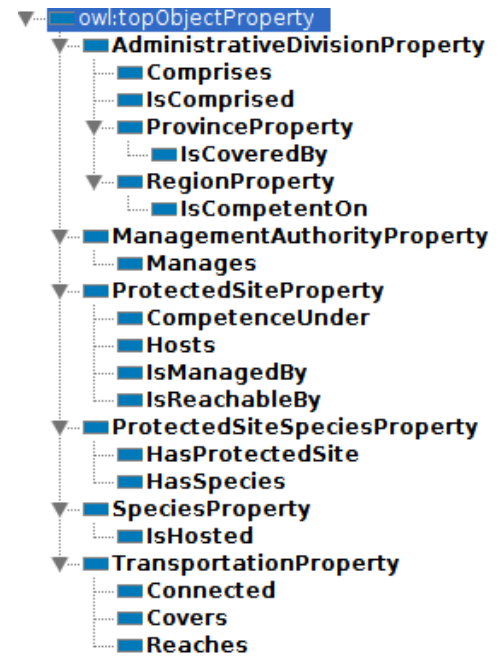 owl:topObjectProperty
AdministrativeDivisionProperty
Comprises
IsComprised
ProvinceProperty
IsCoveredBy
RegionProperty
IsCompetentOn
ManagementAuthorityProperty
Manages
ProtectedSiteProperty
CompetenceUnder
Hosts
IsManagedBy
IsReachableBy
ProtectedSiteSpeciesProperty
HasProtectedSite
HasSpecies
SpeciesProperty
IsHosted
TransportationProperty
Connected
Covers
Reaches